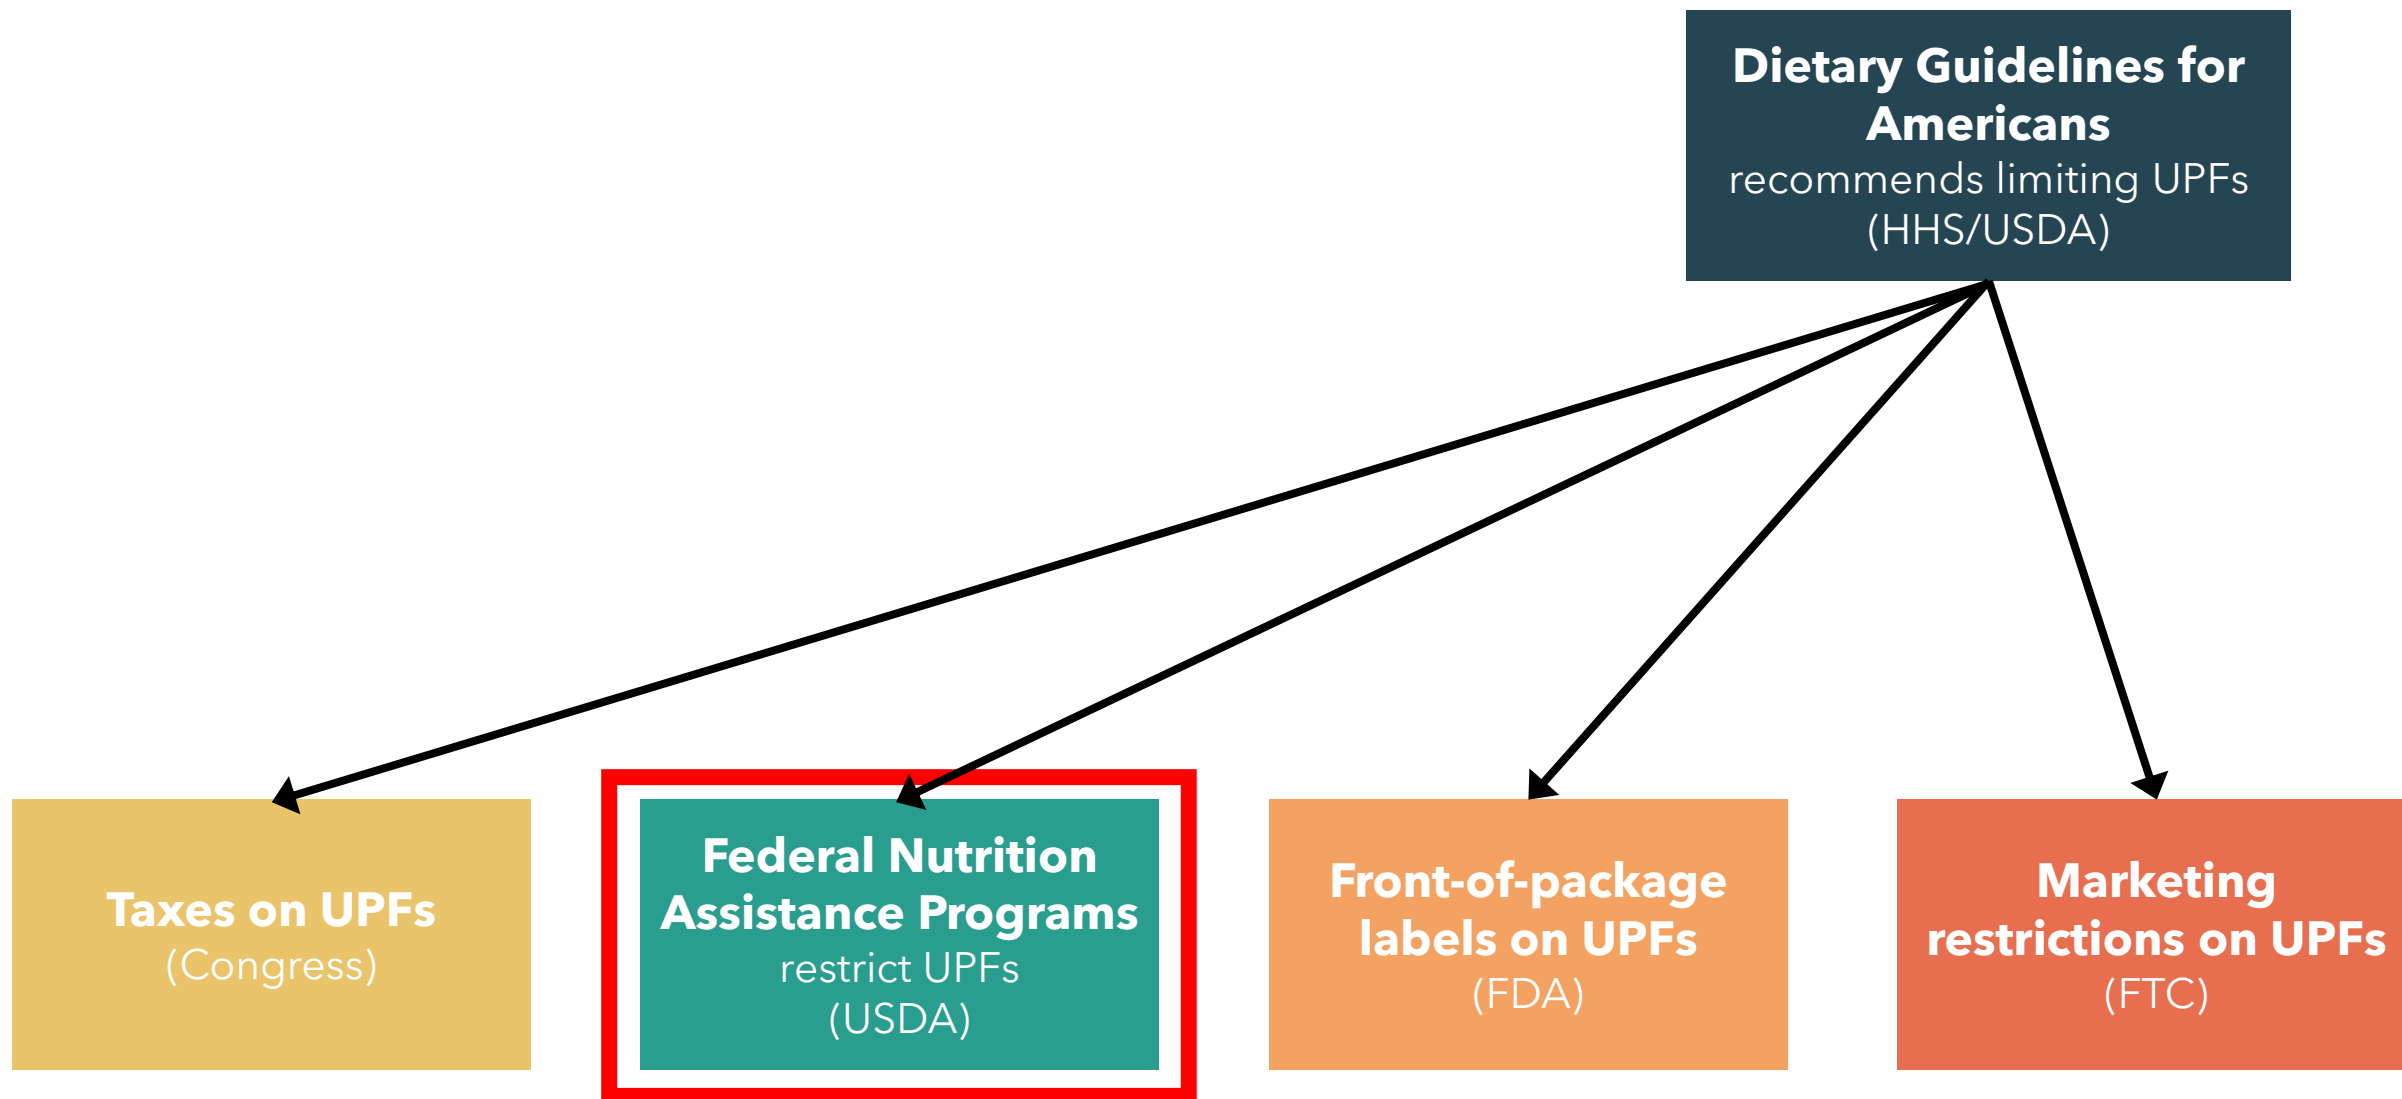 Dietary Guidelines for
Americans
recommends limiting UPFs
(HHS/USDA)
Taxes on UPFs
(Congress)
Federal Nutrition
Assistance Programs
restrict UPFs
(USDA)
Front-of-package
labels on UPFs
(FDA)
Marketing
restrictions on UPFs
(FTC)